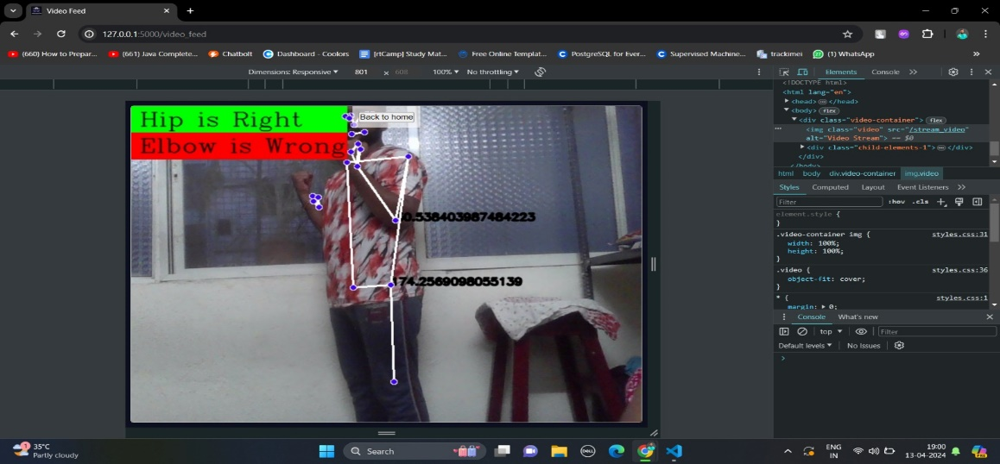 Video Feed
127.0.0.1:5000/video_feed
(660) How to Prepar...
(661) Java Complete...
Chatbolt
Dashboard - Coolors
[rtCamp] Study Mat...
Free Online Templat...
PostgreSQL for Ever...
Supervised Machine...
trackimei
(1) WhatsApp
Dimensions: Responsive
801 × 608
100%
No throttling
Elements
Console
<!DOCTYPE html>
<html lang="en">
<head> </head>
<body> flex
<div class="video-container"> flex
<img class="video" src="/stream_video"
alt="Video Stream"> == $0
<div class="child-elements-1"> </div>
</div>
html body div.video-container img.video
Styles Computed Layout Event Listeners
Filter :hov .cls
element.style {
}
.video-container img { styles.css:31
width: 100%;
height: 100%;
}
.video { styles.css:36
object-fit: cover;
}
* { styles.css:1
margin: 0;
Console What's new
top Filter
Default levels No Issues
Hip is Right
Back to home
Elbow is Wrong
.538403987484223
174.2569098055139
1
35°C
Partly cloudy
Search
DELL
ENG
IN
19:00
13-04-2024